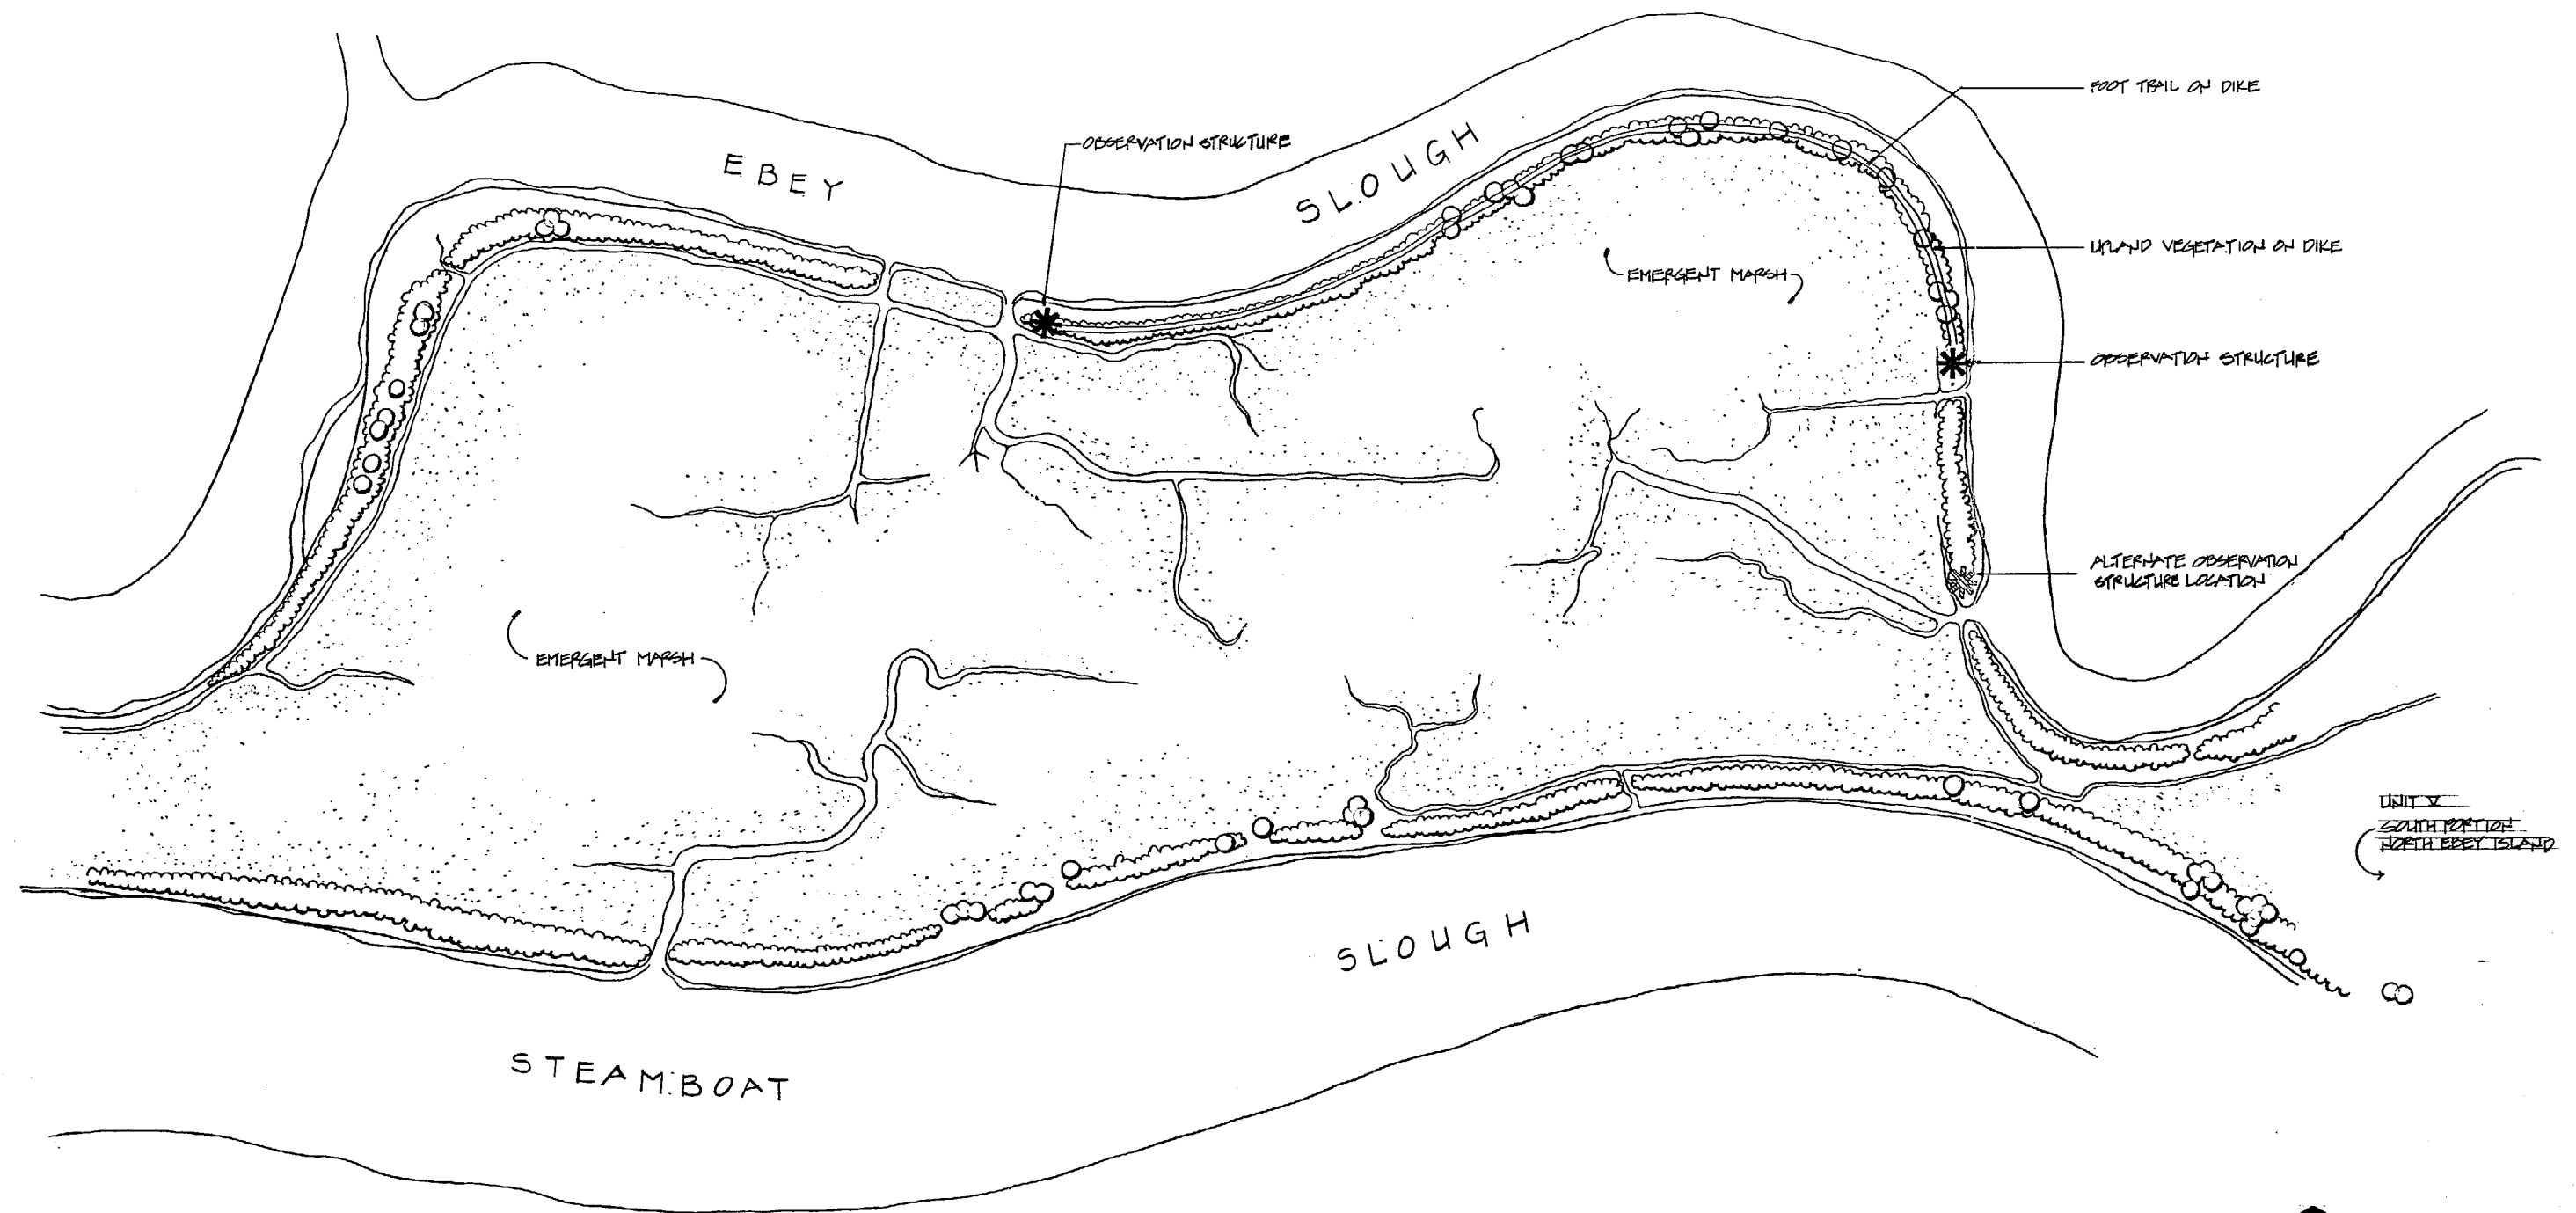 FOOT TRAIL ON DIKE
OBSERVATION STRUCTURE
EBEY SLOUGH
UPLAND VEGETATION ON DIKE
EMERGENT MARSH
OBSERVATION STRUCTURE
ALTERNATE OBSERVATION
STRUCTURE LOCATION
EMERGENT MARSH
UNIT V
SOUTH PORTION
NORTH EBEY ISLAND
STEAMBOAT SLOUGH